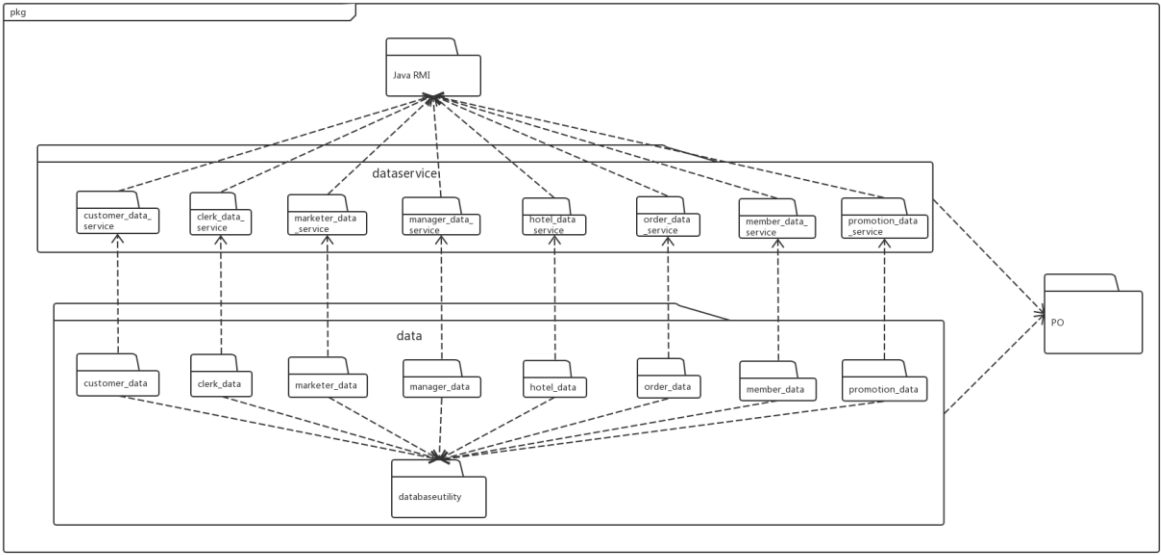 pkg
Java RMI
dataservice
customer_data_
service
clerk_data_
service
marketer_data
_service
manager_data_
service
hotel_data
_service
order_data
_service
member_data_
service
promotion_data
_service
PO
data
customer_data
clerk_data
marketer_data
manager_data
hotel_data
order_data
member_data
promotion_data
databaseutility